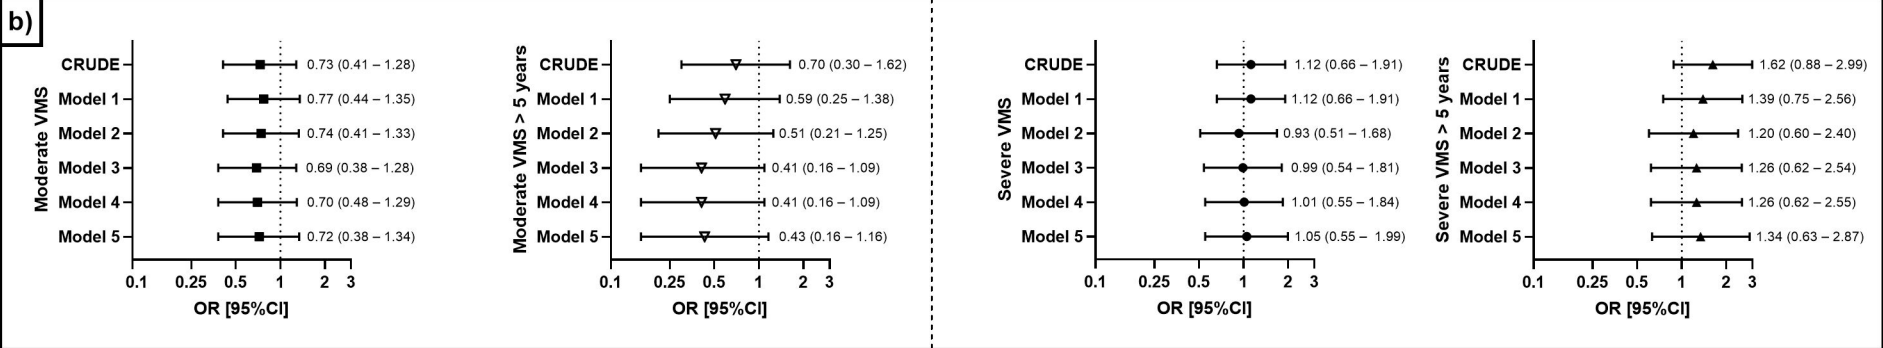 b)
Moderate VMS
CRUDE 0.73 (0.41 – 1.28)
Model 1 0.77 (0.44 – 1.35)
Model 2 0.74 (0.41 – 1.33)
Model 3 0.69 (0.38 – 1.28)
Model 4 0.70 (0.48 – 1.29)
Model 5 0.72 (0.38 – 1.34)
0.1 0.25 0.5 1 2 3
OR [95%CI]
Moderate VMS > 5 years
CRUDE 0.70 (0.30 – 1.62)
Model 1 0.59 (0.25 – 1.38)
Model 2 0.51 (0.21 – 1.25)
Model 3 0.41 (0.16 – 1.09)
Model 4 0.41 (0.16 – 1.09)
Model 5 0.43 (0.16 – 1.16)
0.1 0.25 0.5 1 2 3
OR [95%CI]
Severe VMS
CRUDE 1.12 (0.66 – 1.91)
Model 1 1.12 (0.66 – 1.91)
Model 2 0.93 (0.51 – 1.68)
Model 3 0.99 (0.54 – 1.81)
Model 4 1.01 (0.55 – 1.84)
Model 5 1.05 (0.55 – 1.99)
0.1 0.25 0.5 1 2 3
OR [95%CI]
Severe VMS > 5 years
CRUDE 1.62 (0.88 – 2.99)
Model 1 1.39 (0.75 – 2.56)
Model 2 1.20 (0.60 – 2.40)
Model 3 1.26 (0.62 – 2.54)
Model 4 1.26 (0.62 – 2.55)
Model 5 1.34 (0.63 – 2.87)
0.1 0.25 0.5 1 2 3
OR [95%CI]